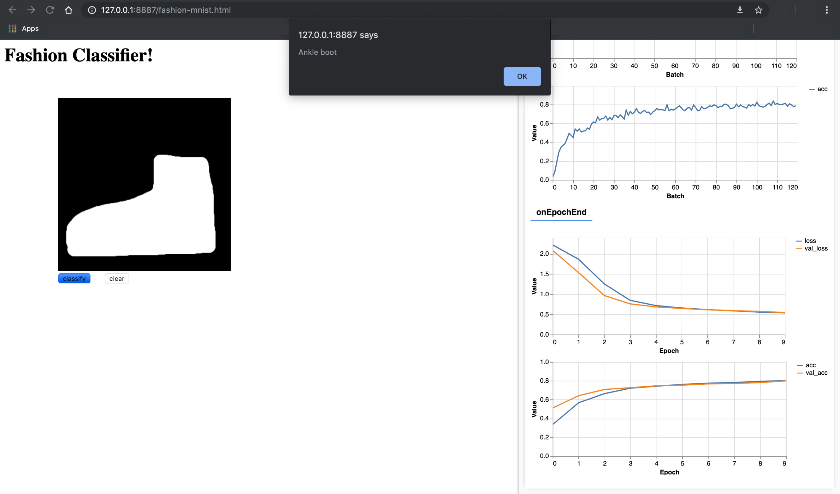 127.0.0.1:8887/fashion-mnist.html
Apps
127.0.0.1:8887 says
Ankle boot
OK
Fashion Classifier!
classify
clear
0 10 20 30 40 50 60 70 80 90 100 110 120
Batch
acc
0.8
0.6
Value
0.4
0.2
0.0
0 10 20 30 40 50 60 70 80 90 100 110 120
Batch
onEpochEnd
loss
val_loss
2.0
1.5
Value
1.0
0.5
0.0
0 1 2 3 4 5 6 7 8 9
Epoch
acc
val_acc
1.0
0.8
0.6
Value
0.4
0.2
0.0
0 1 2 3 4 5 6 7 8 9
Epoch